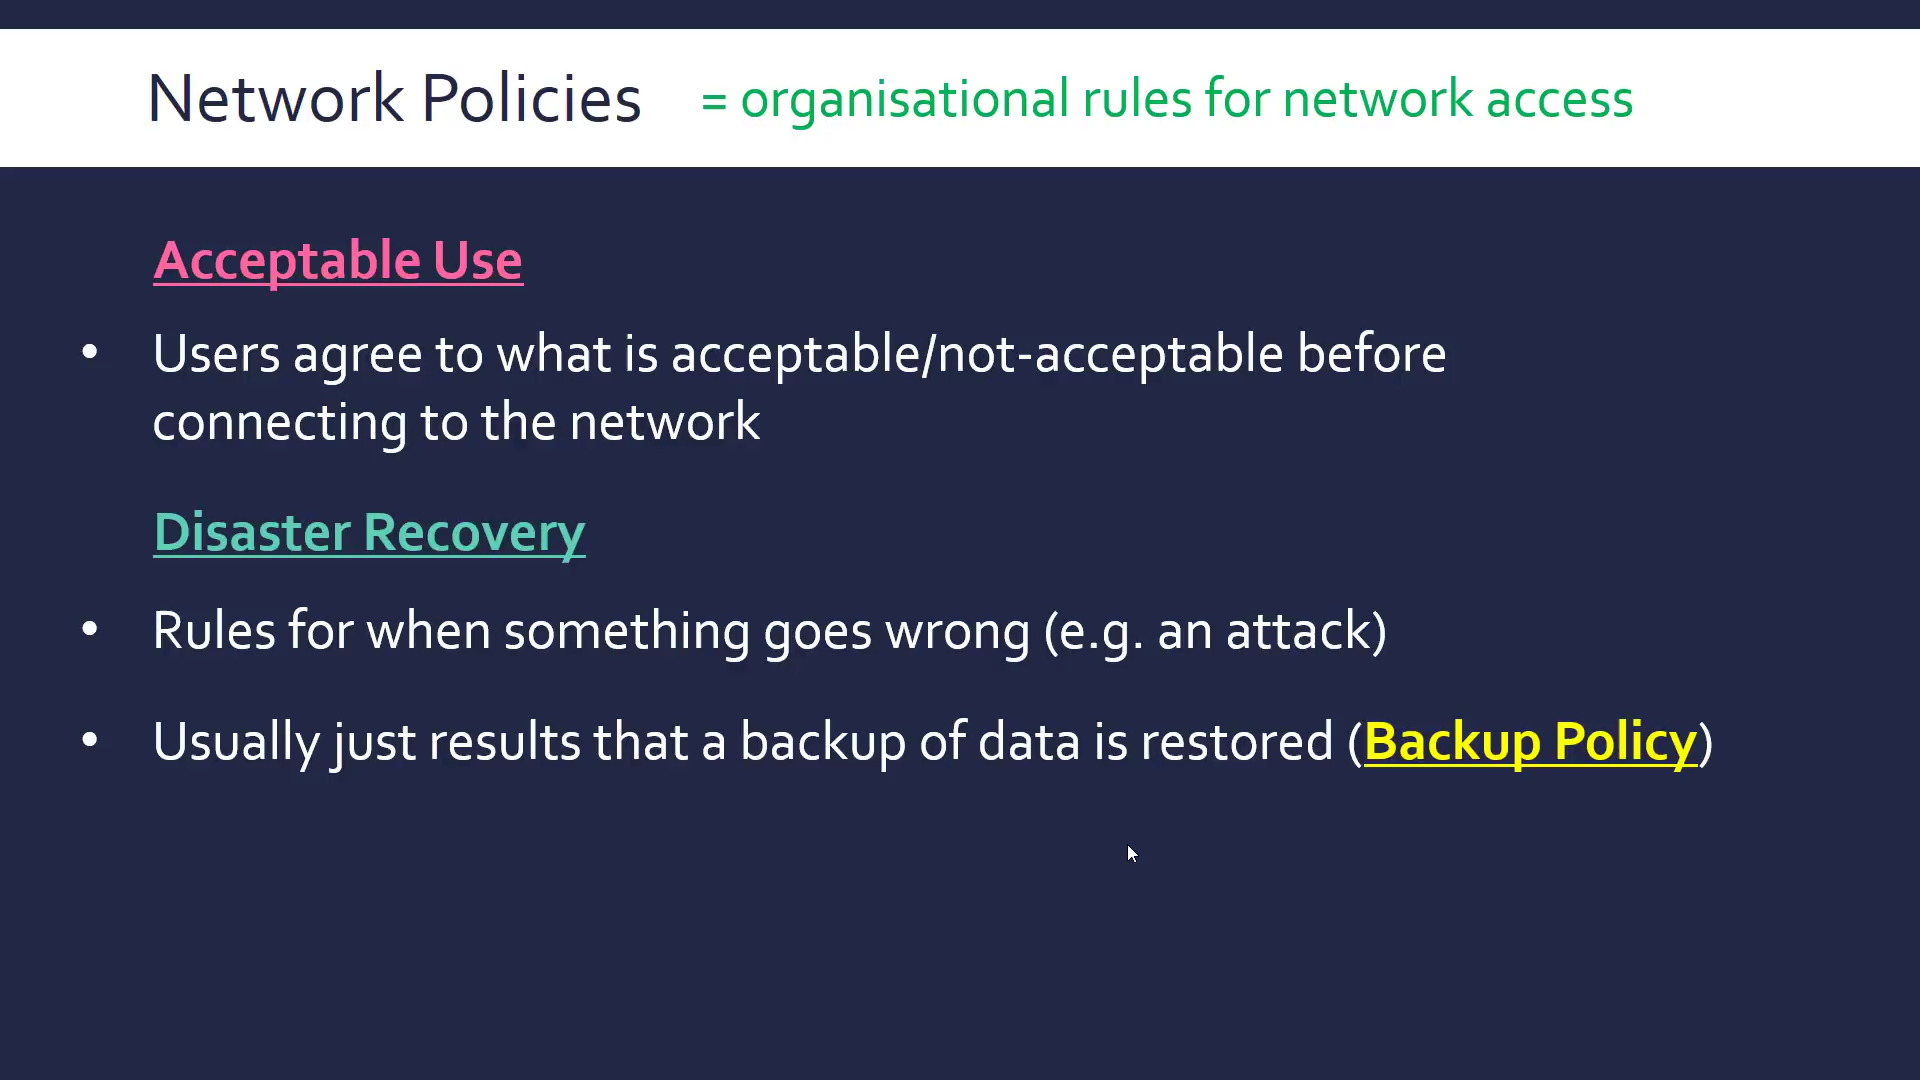 Network Policies = organisational rules for network access
Acceptable Use
• Users agree to what is acceptable/not-acceptable before
connecting to the network
Disaster Recovery
• Rules for when something goes wrong (e.g. an attack)
• Usually just results that a backup of data is restored (Backup Policy)